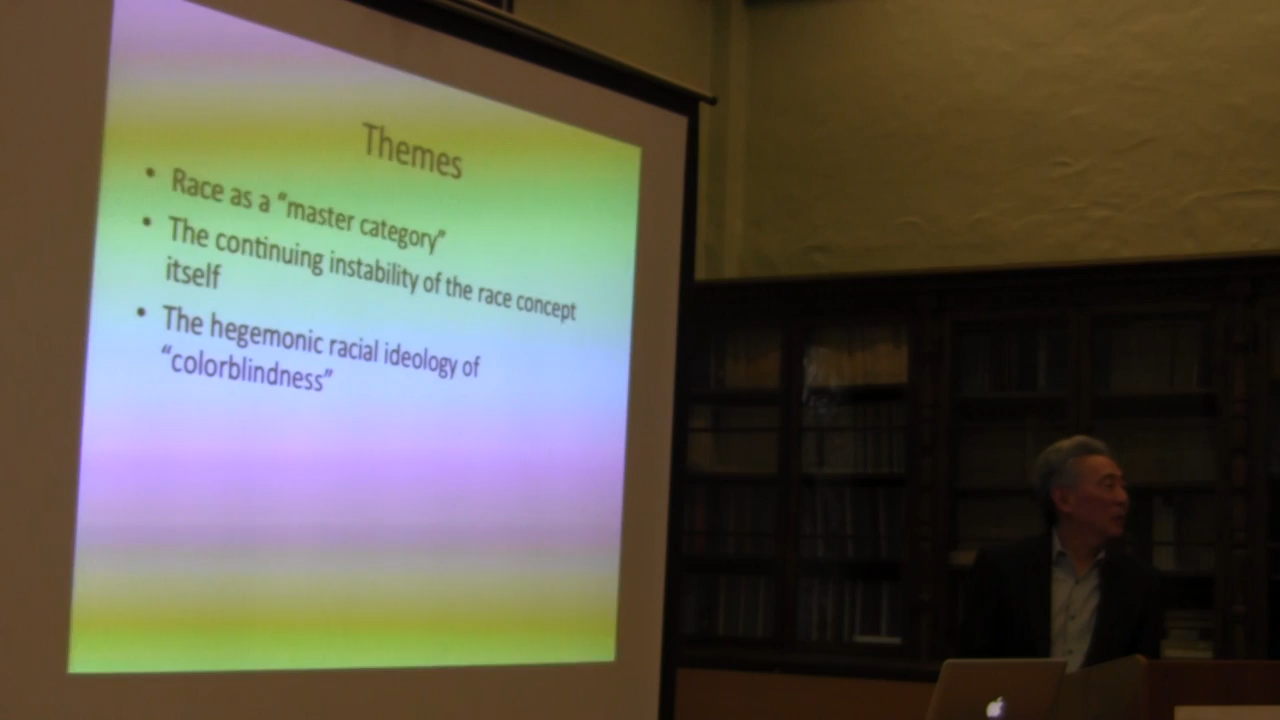 Themes
• Race as a “master category”
• The continuing instability of the race concept
itself
• The hegemonic racial ideology of
“colorblindness”